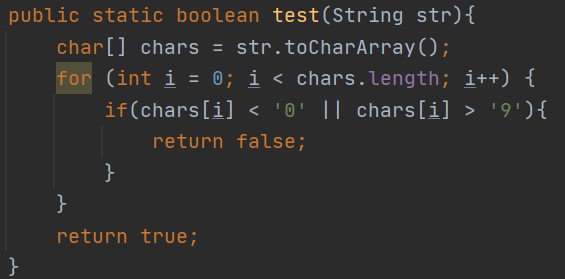 public static boolean test(String str){
char[] chars = str.toCharArray();
for (int i = 0; i < chars.length; i++) {
if(chars[i] < '0' || chars[i] > '9'){
return false;
}
}
return true;
}